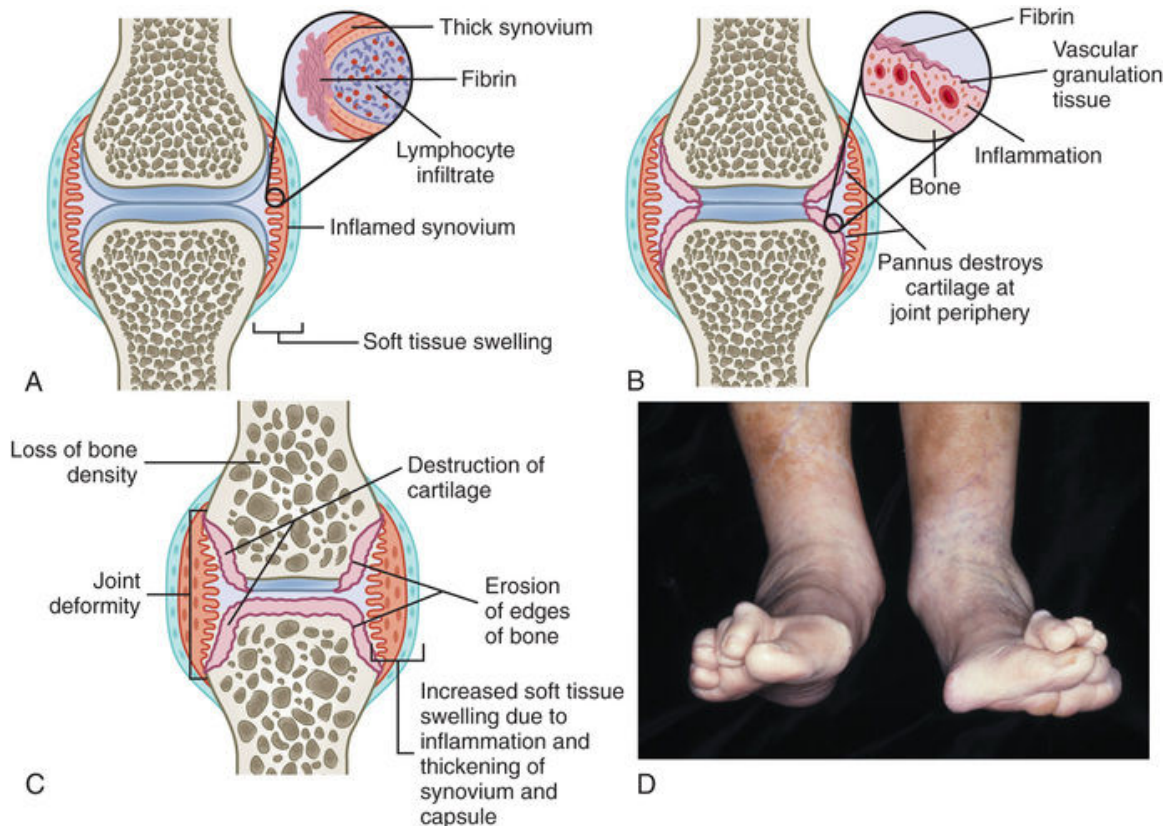 Thick synovium
Fibrin
Lymphocyte
infiltrate
Inflamed synovium
Soft tissue swelling
A
Fibrin
Vascular
granulation
tissue
Inflammation
Bone
Pannus destroys
cartilage at
joint periphery
B
Loss of bone
density
Destruction of
cartilage
Joint
deformity
Erosion
of edges
of bone
Increased soft tissue
swelling due to
inflammation and
thickening of
synovium and
capsule
C
D